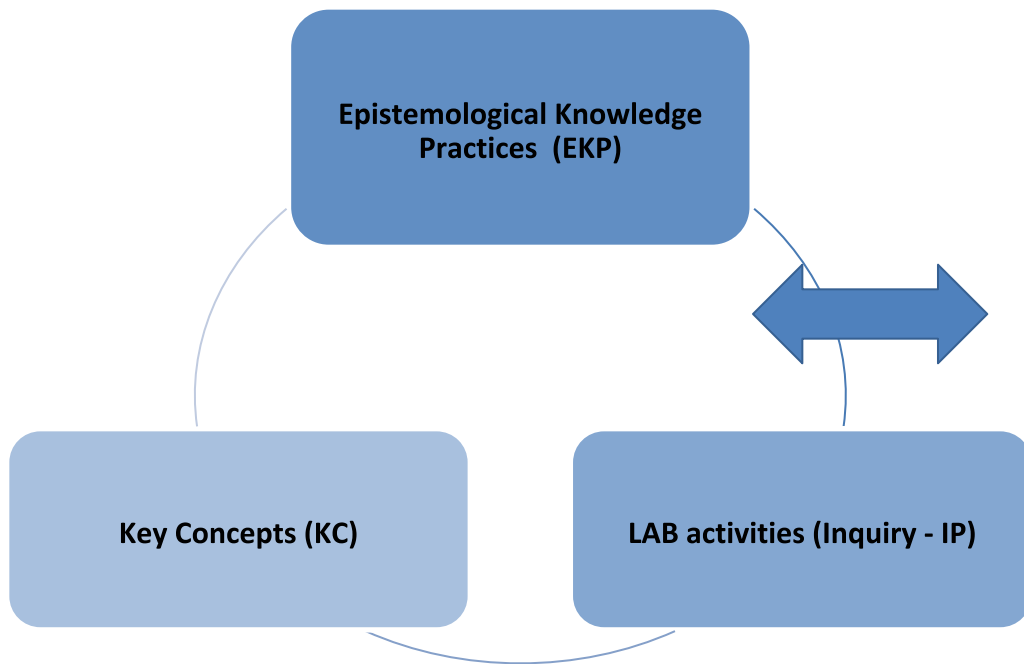 Epistemological Knowledge
Practices  (EKP)
Key Concepts (KC)
LAB activities (Inquiry - IP)